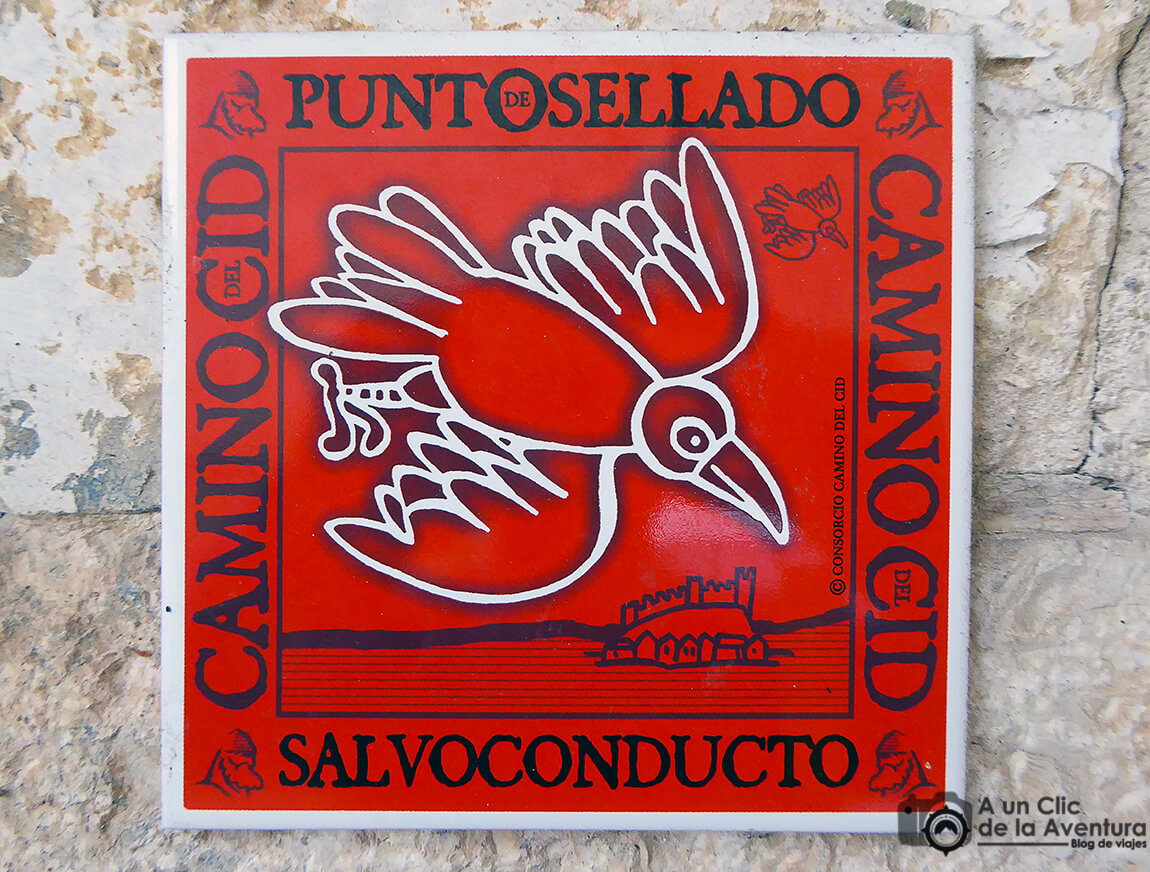 PUNTO DE SELLADO
CAMINO DEL CID
CAMINO DEL CID
© CONSORCIO CAMINO DEL CID
SALVOCONDUCTO
A un Clic
de la Aventura
Blog de viajes